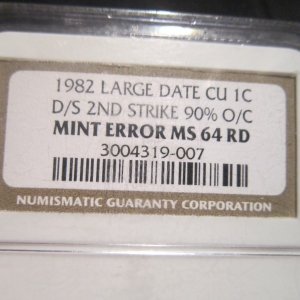 1982 LARGE DATE CU 1C
D/S 2ND STRIKE 90% O/C
MINT ERROR MS 64 RD
3004319-007
NUMISMATIC GUARANTY CORPORATION